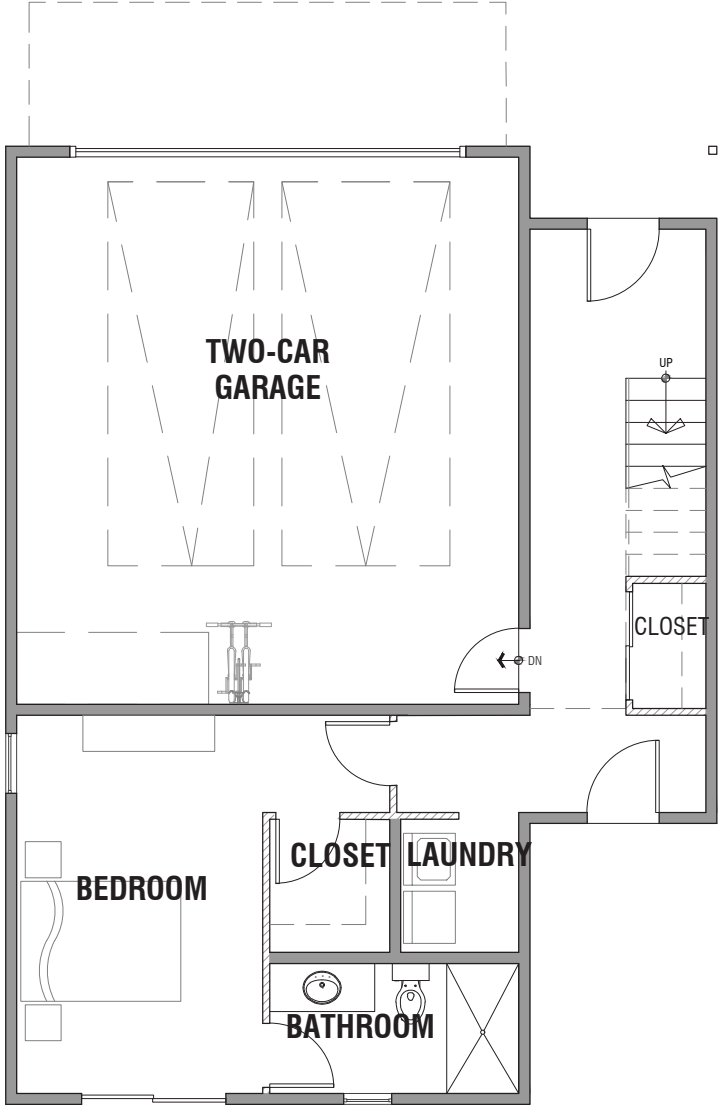 TWO-CAR
GARAGE
UP
CLOSET
DN
CLOSET
LAUNDRY
BEDROOM
BATHROOM